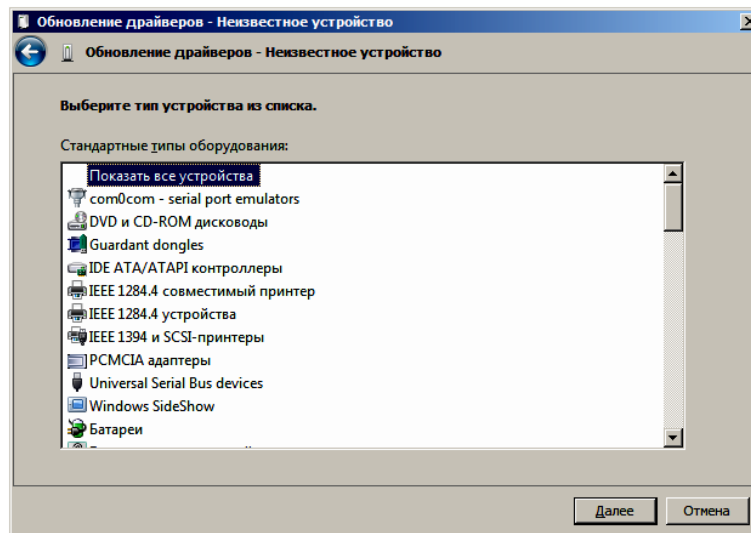 Обновление драйверов - Неизвестное устройство
Обновление драйверов - Неизвестное устройство
Выберите тип устройства из списка.
Стандартные типы оборудования:
Показать все устройства
com0com - serial port emulators
DVD и CD-ROM дисководы
Guardant dongles
IDE ATA/ATAPI контроллеры
IEEE 1284.4 совместимый принтер
IEEE 1284.4 устройства
IEEE 1394 и SCSI-принтеры
PCMCIA адаптеры
Universal Serial Bus devices
Windows SideShow
Батареи
Далее Отмена